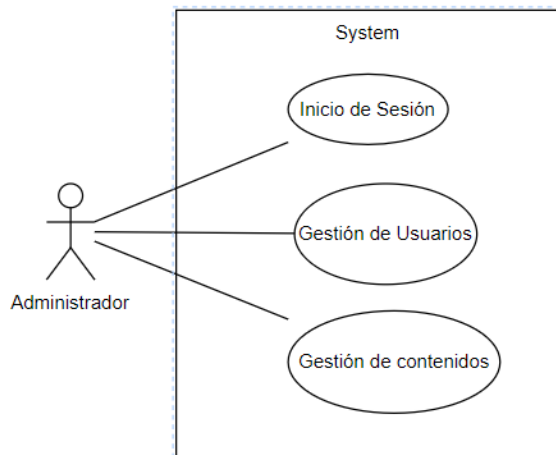 System
Inicio de Sesión
Gestión de Usuarios
Administrador
Gestión de contenidos